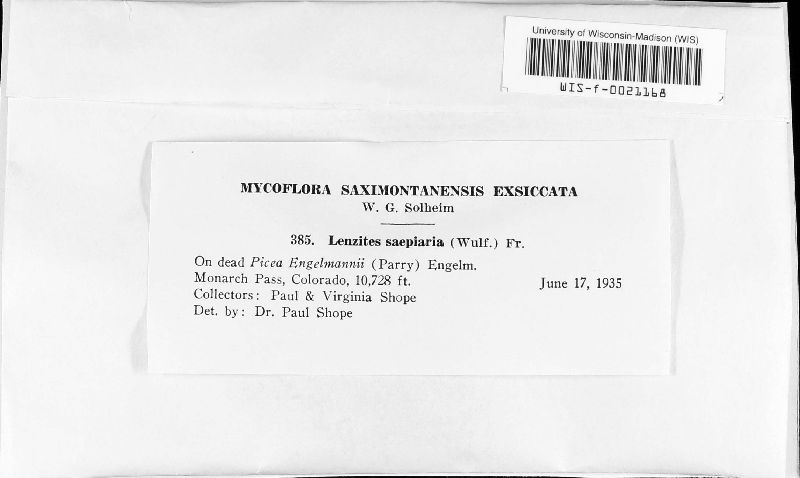 University of Wisconsin-Madison (WIS)
WIS-f-0021168
MYCOFLORA SAXIMONTANENSIS EXSICCATA
W. G. Solheim
385. Lenzites saepiaria (Wulf.) Fr.
On dead Picea Engelmannii (Parry) Engelm.
Monarch Pass, Colorado, 10,728 ft. June 17, 1935
Collectors: Paul & Virginia Shope
Det. by: Dr. Paul Shope